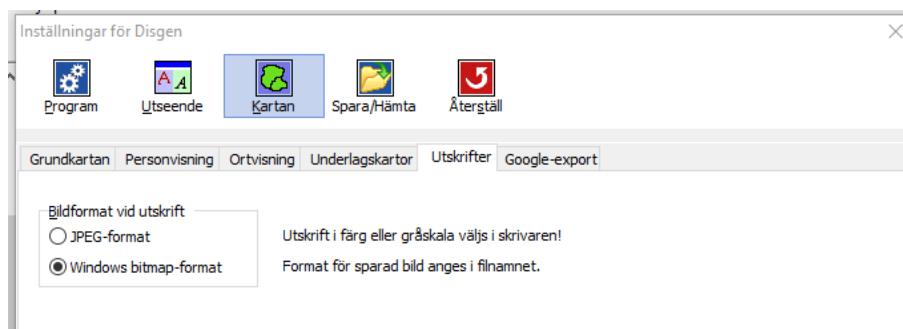 Inställningar för Disgen
Program Utseende Kartan Spara/Hämta Återställ
Grundkartan Personvisning Ortvisning Underlagskartor Utskrifter Google-export
Bildformat vid utskrift
JPEG-format Utskrift i färg eller gråskala väljs i skrivaren!
Windows bitmap-format Format för sparad bild anges i filnamnet.